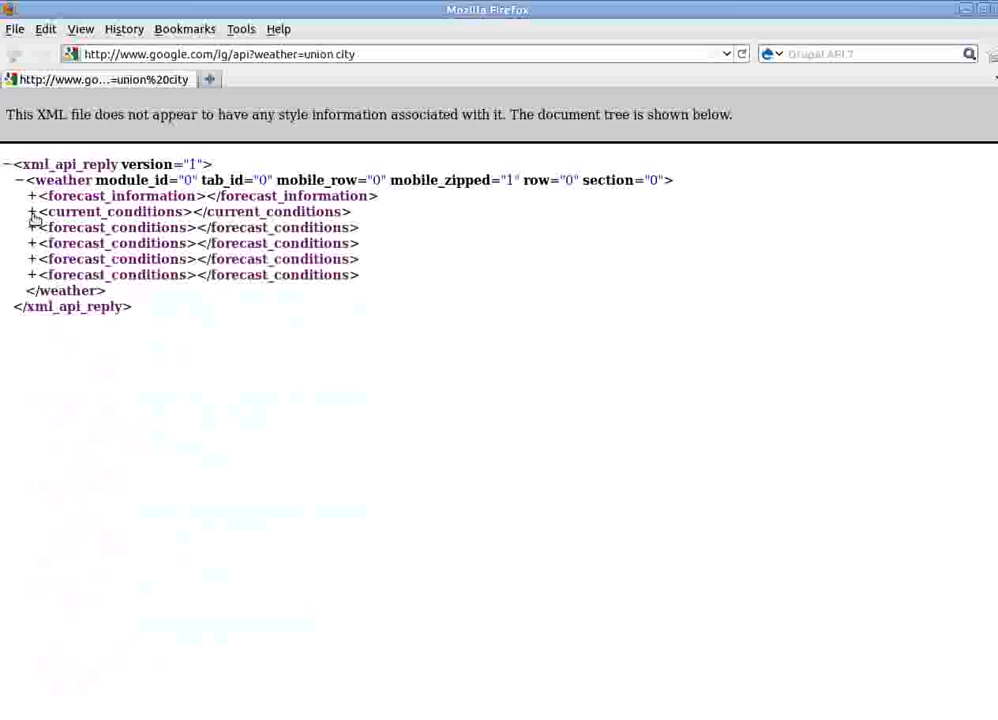 Mozilla Firefox
File Edit View History Bookmarks Tools Help
http://www.google.com/ig/api?weather=union city
Drupal API 7
http://www.go...=union%20city
This XML file does not appear to have any style information associated with it. The document tree is shown below.
−<xml_api_reply version="1">
−<weather module_id="0" tab_id="0" mobile_row="0" mobile_zipped="1" row="0" section="0">
+<forecast_information></forecast_information>
+<current_conditions></current_conditions>
+<forecast_conditions></forecast_conditions>
+<forecast_conditions></forecast_conditions>
+<forecast_conditions></forecast_conditions>
+<forecast_conditions></forecast_conditions>
</weather>
</xml_api_reply>